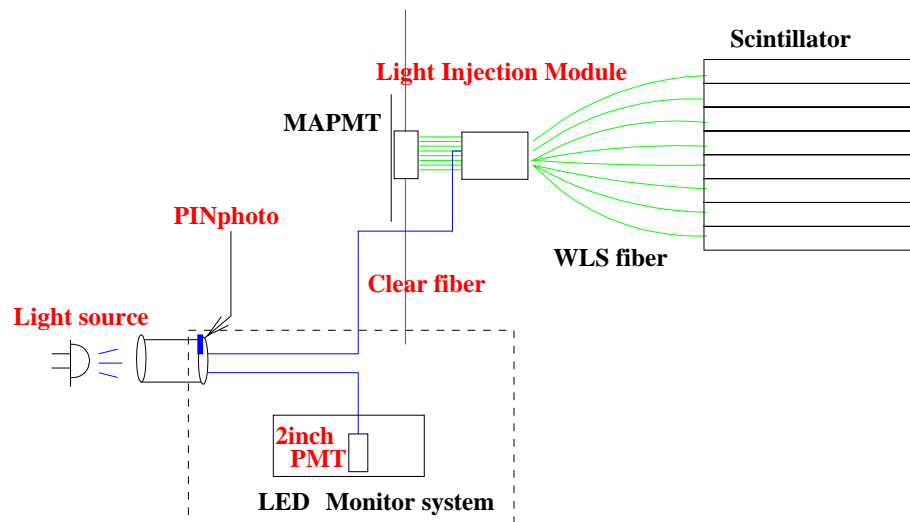 Scintillator
Light Injection Module
MAPMT
PINphoto
WLS fiber
Clear fiber
Light source
2inch
PMT
LED Monitor system